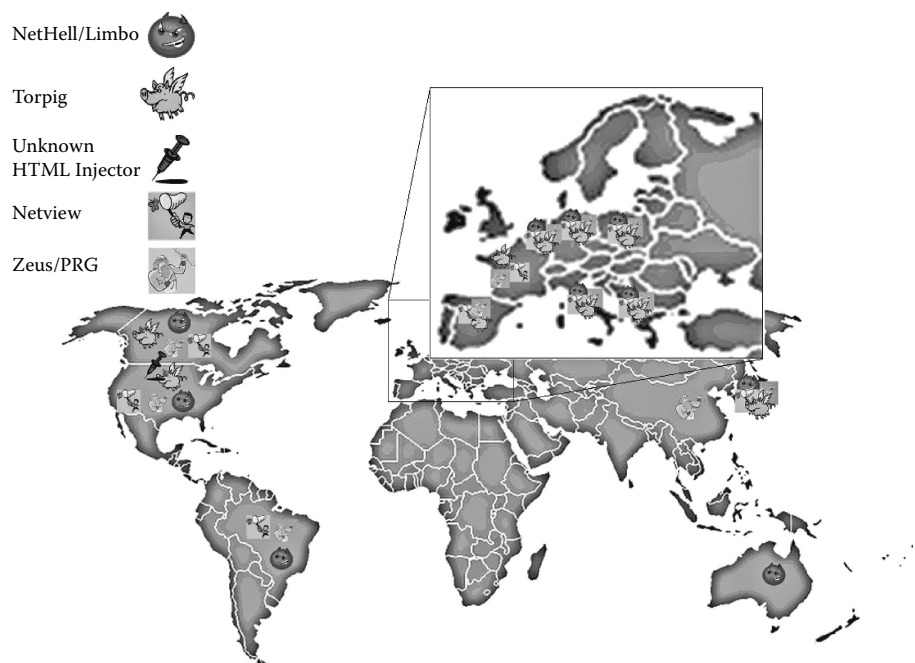 NetHell/Limbo
Torpig
Unknown
HTML Injector
Netview
Zeus/PRG